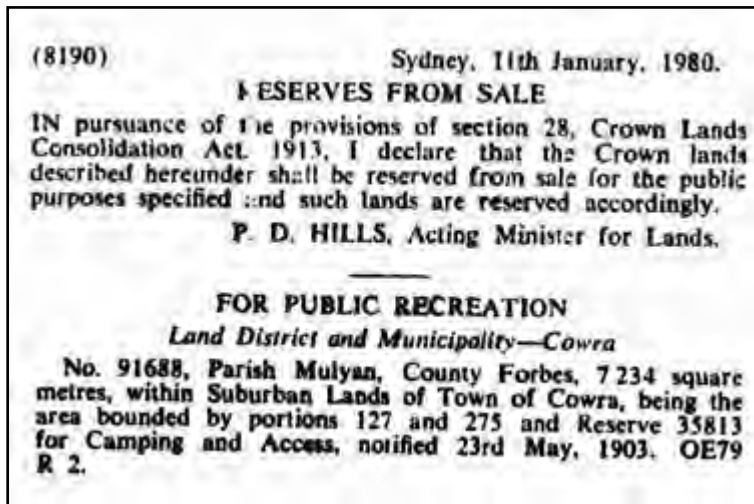 (8190) Sydney, 11th January, 1980.
RESERVES FROM SALE
IN pursuance of the provisions of section 28, Crown Lands
Consolidation Act, 1913, I declare that the Crown lands
described hereunder shall be reserved from sale for the public
purposes specified and such lands are reserved accordingly.
P. D. HILLS, Acting Minister for Lands.
FOR PUBLIC RECREATION
Land District and Municipality—Cowra
No. 91688, Parish Mulyan, County Forbes, 7 234 square
metres, within Suburban Lands of Town of Cowra, being the
area bounded by portions 127 and 275 and Reserve 35813
for Camping and Access, notified 23rd May, 1903. OE79
R 2.